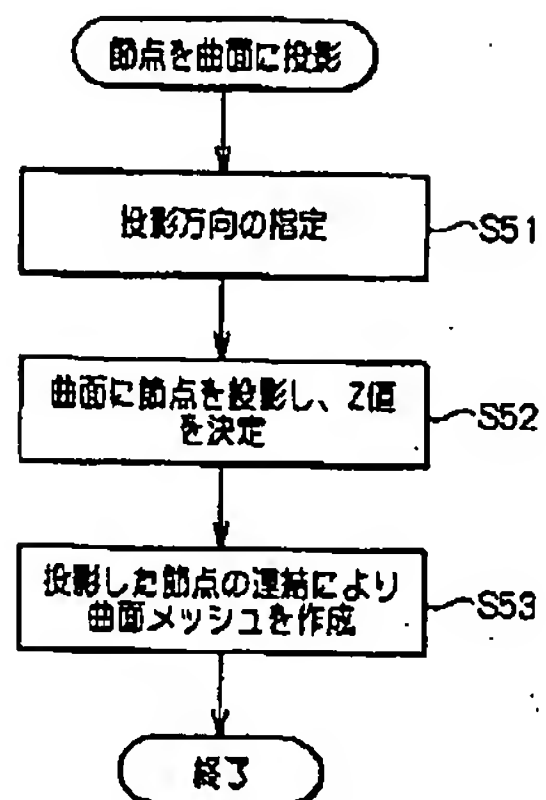 節点を曲面に投影
投影方向の指定
S51
曲面に節点を投影し、Z値
を決定
S52
投影した節点の連結により
曲面メッシュを作成
S53
終了